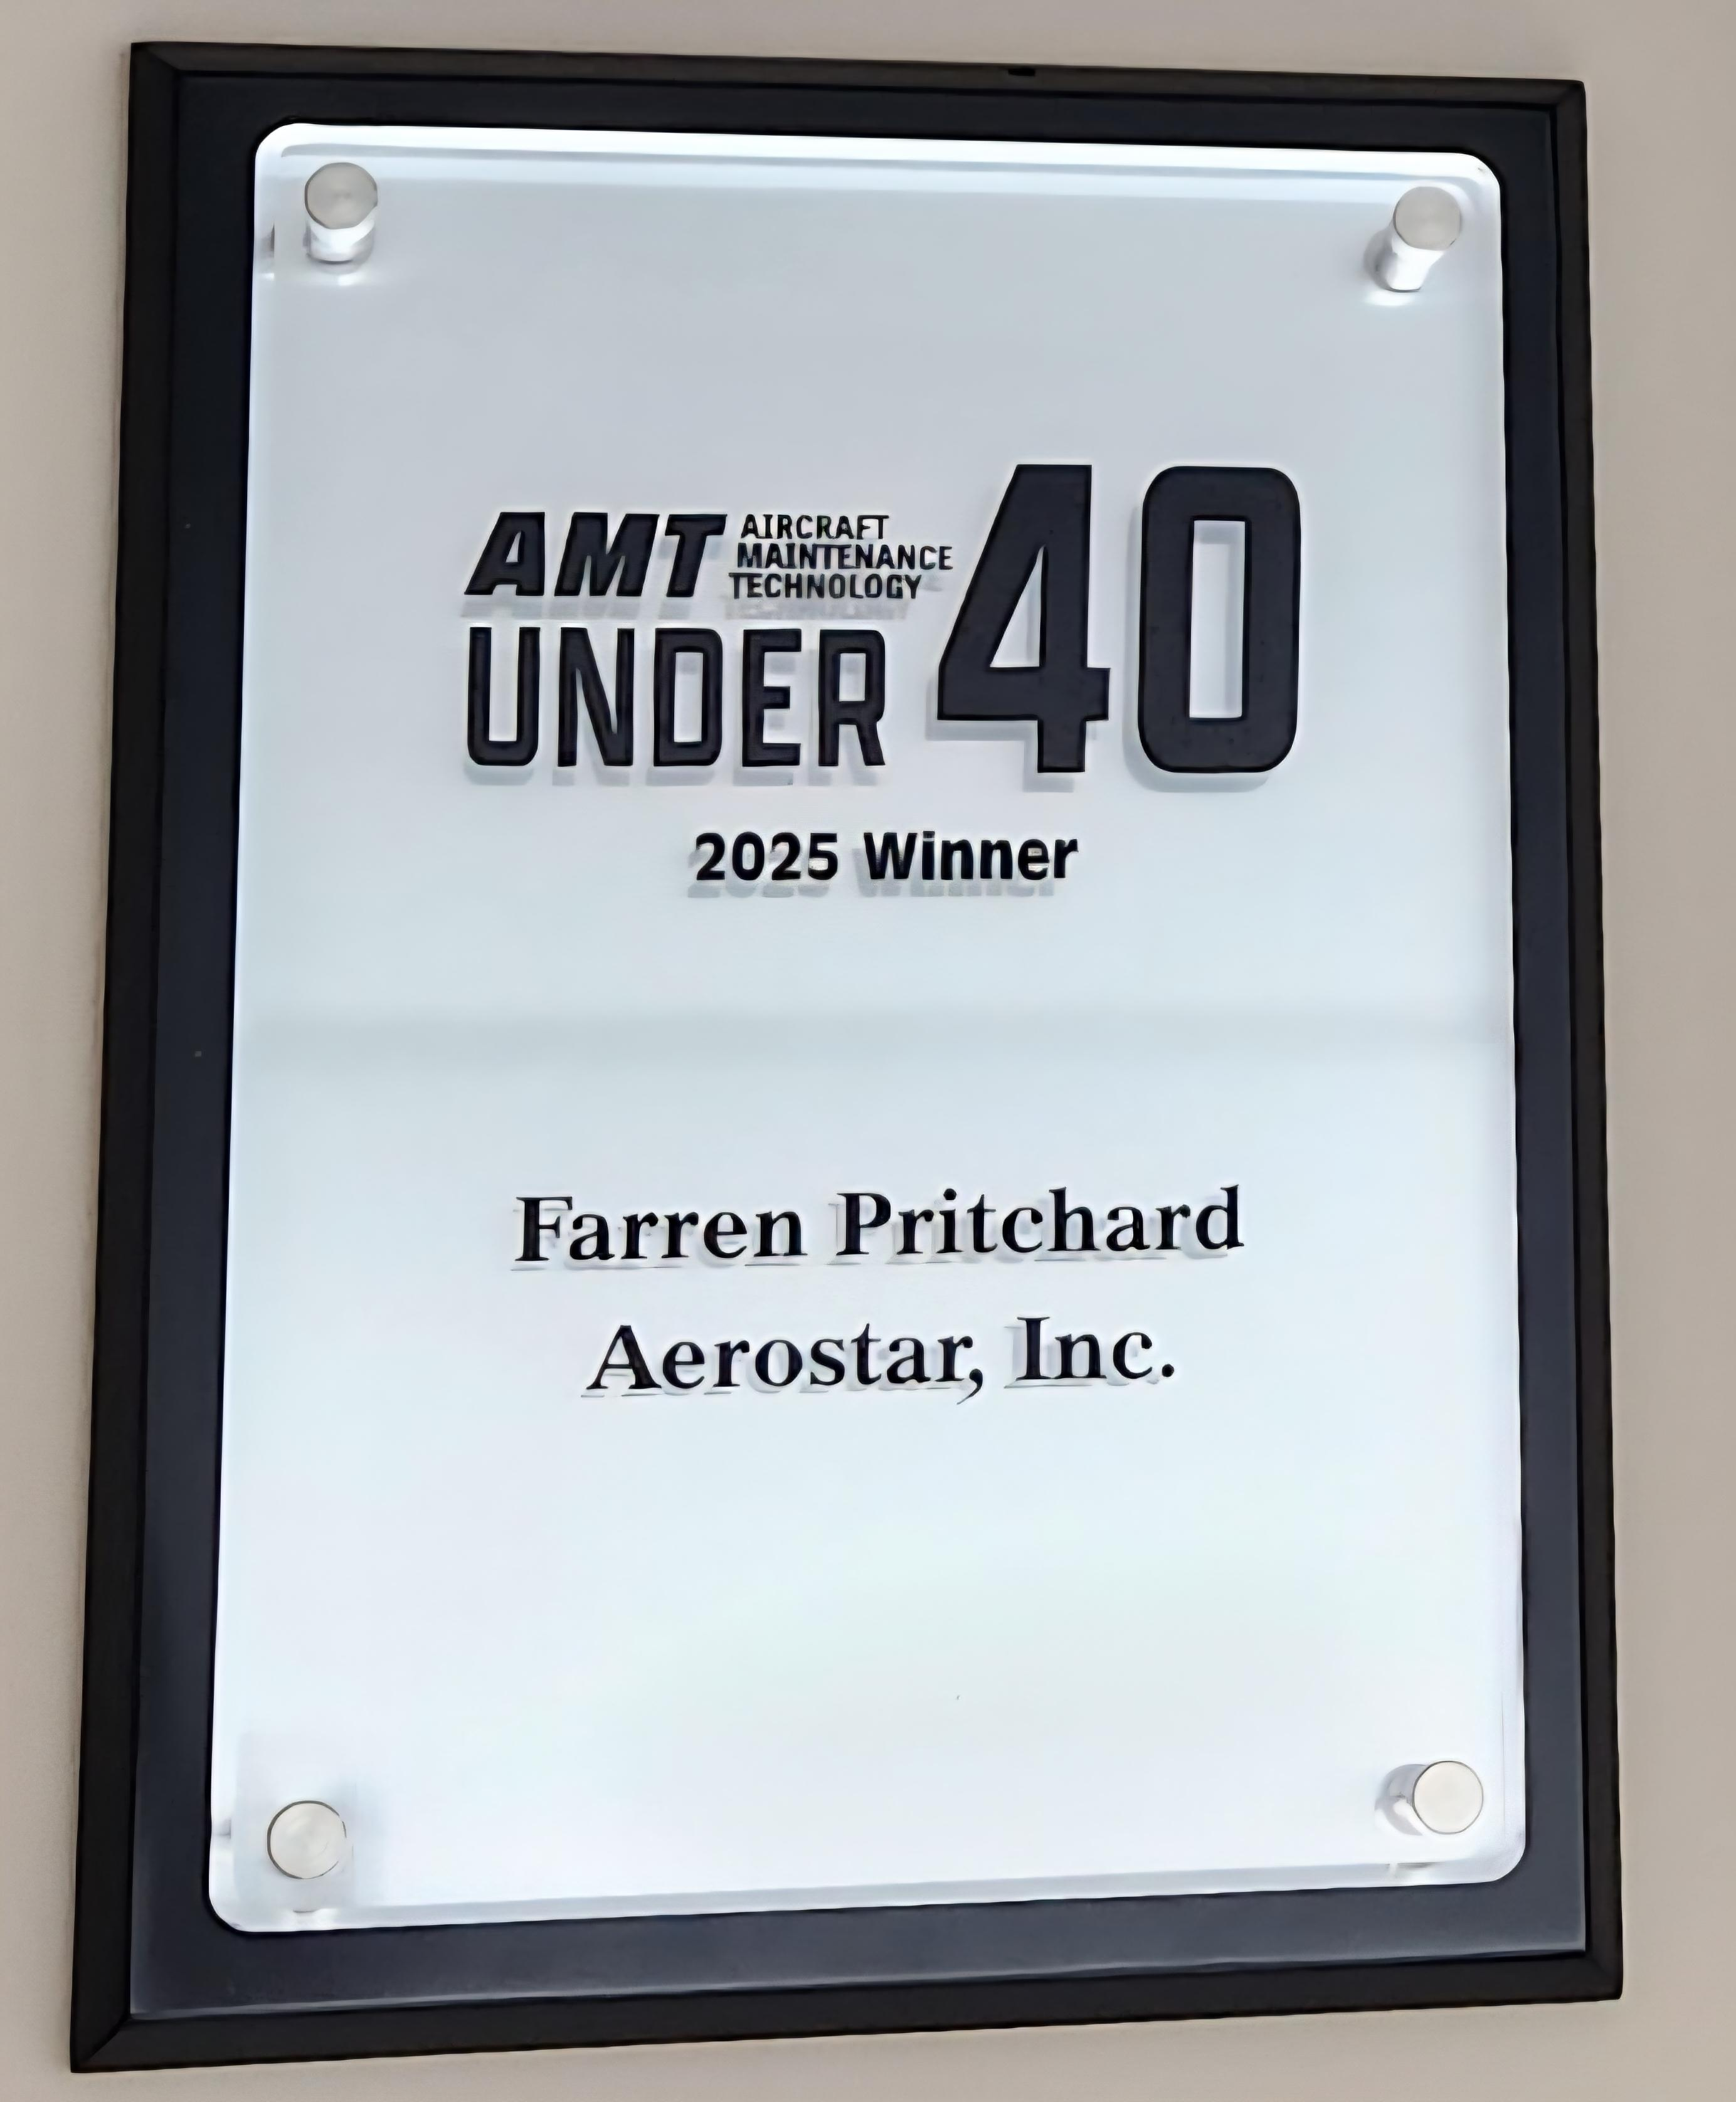 AMT AIRCRAFT
MAINTENANCE
TECHNOLOGY
UNDER 40
2025 Winner
Farren Pritchard
Aerostar, Inc.